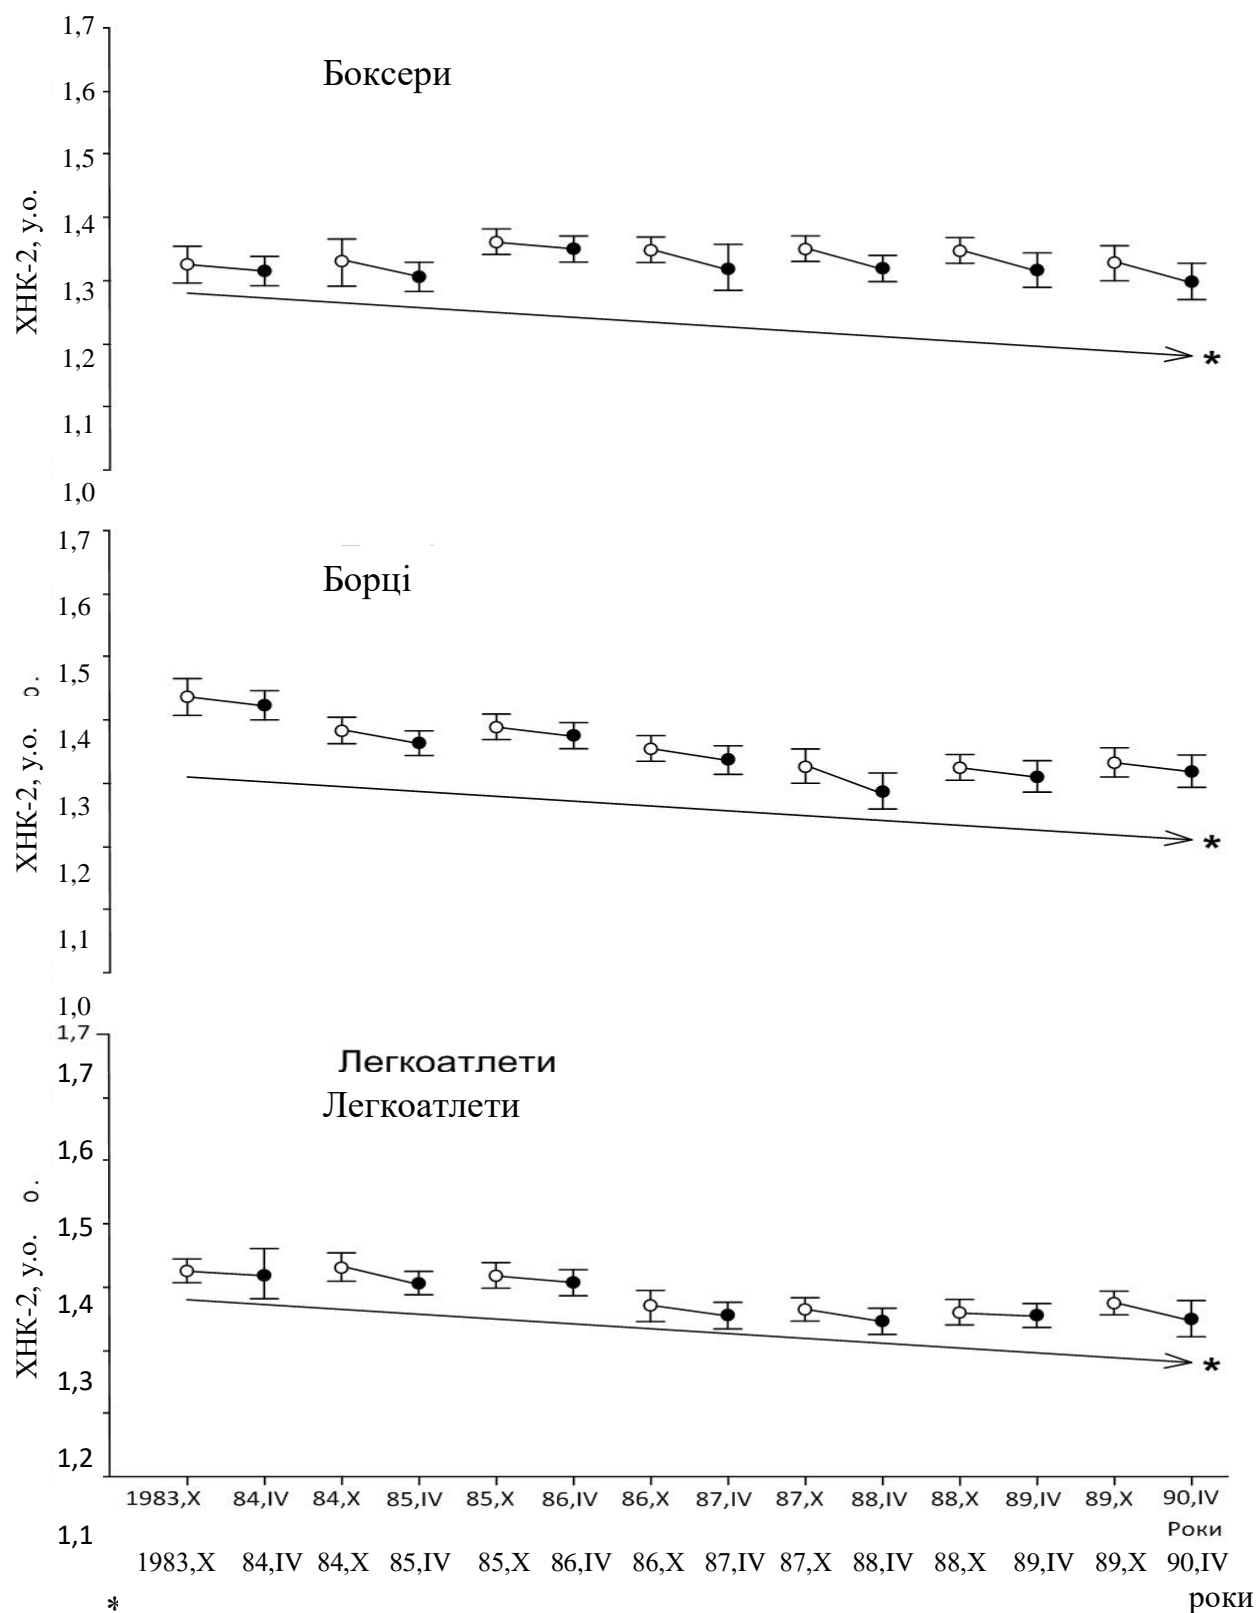 1,7
Боксери
1,6
1,5
1,4
1,3
1,2
1,1
1,0
ХНК-2, у.о.
*
1,7
Борці
1,6
1,5
1,4
1,3
1,2
1,1
1,0
ХНК-2, у.о. о.
*
1,7
Легкоатлети
1,7
Легкоатлети
1,6
1,5
1,4
1,3
1,2
1,1
ХНК-2, у.о. о.
*
1983,X 84,IV 84,X 85,IV 85,X 86,IV 86,X 87,IV 87,X 88,IV 88,X 89,IV 89,X 90,IV
Роки
1983,X 84,IV 84,X 85,IV 85,X 86,IV 86,X 87,IV 87,X 88,IV 88,X 89,IV 89,X 90,IV
* роки